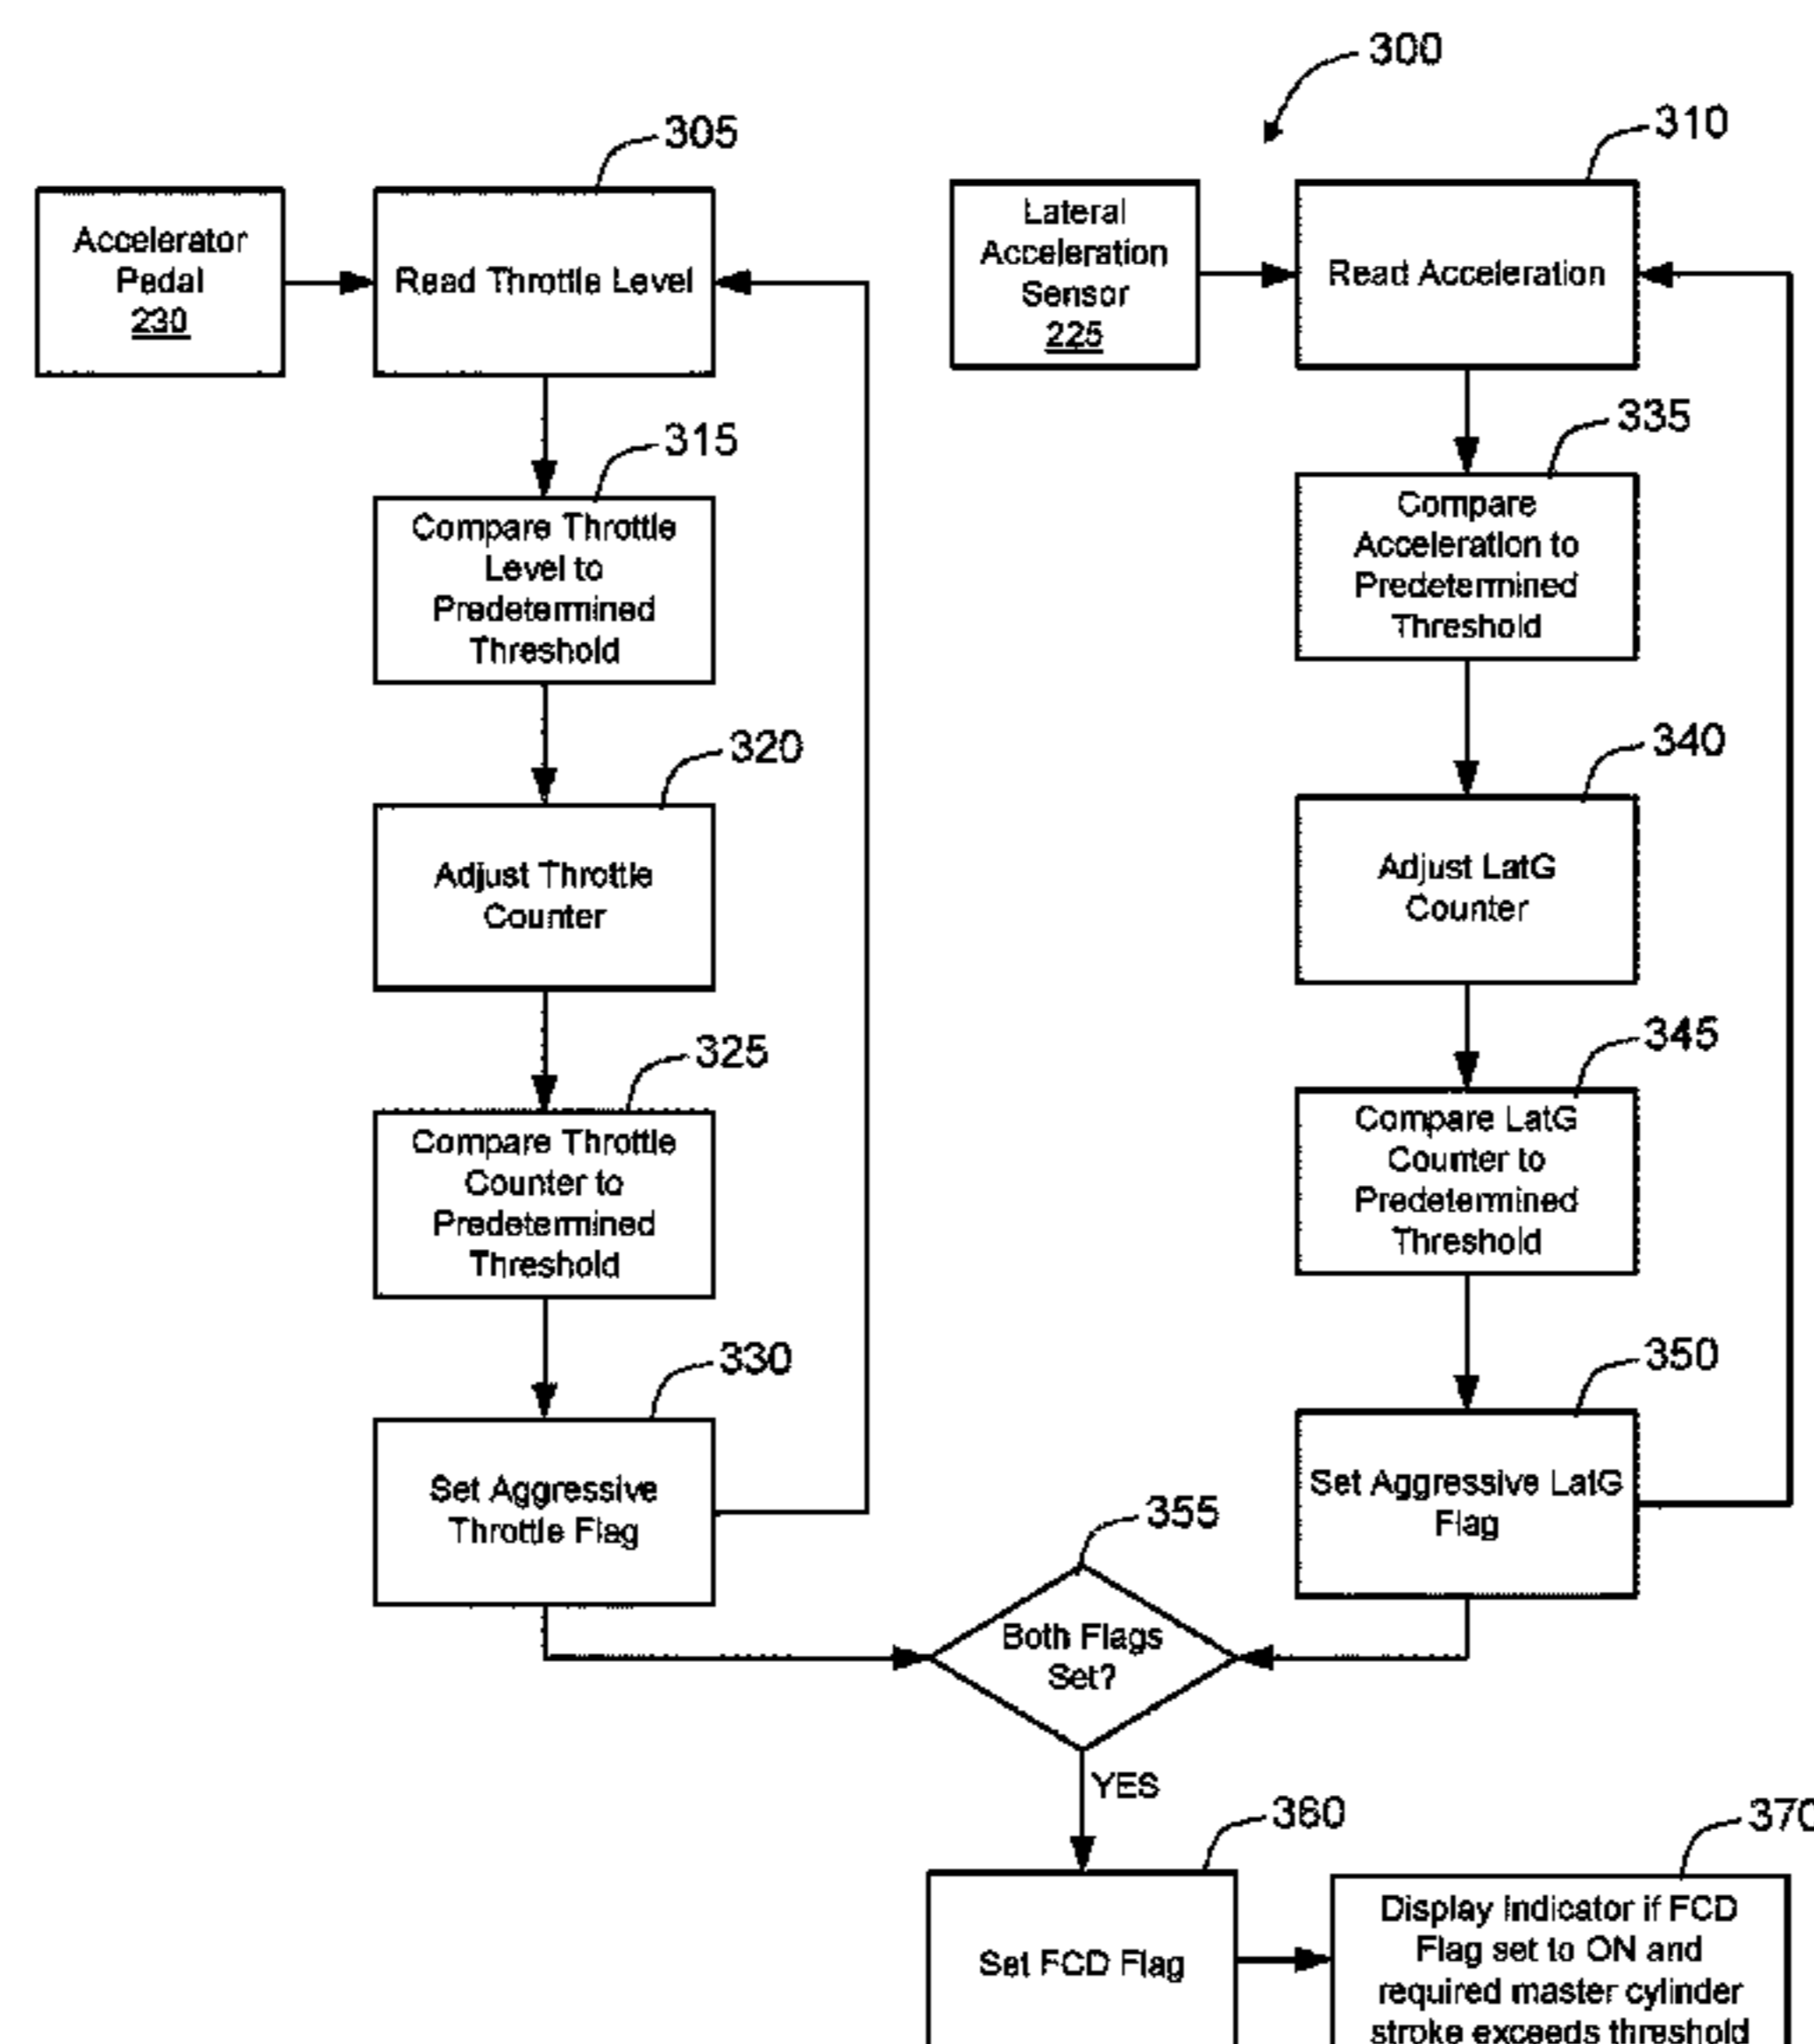 300
305
310
Accelerator
Pedal
230
Read Throttle Level
Lateral
Acceleration
Sensor
225
Read Acceleration
315
335
Compare Throttle
Level to
Predetermined
Threshold
Compare
Acceleration to
Predetermined
Threshold
320
340
Adjust Throttle
Counter
Adjust LatG
Counter
325
345
Compare Throttle
Counter to
Predetermined
Threshold
Compare LatG
Counter to
Predetermined
Threshold
330
350
Set Aggressive
Throttle Flag
Set Aggressive LatG
Flag
355
Both Flags
Set?
YES
360
370
Set FCD Flag
Display Indicator if FCD
Flag set to ON and
required master cylinder
stroke exceeds threshold